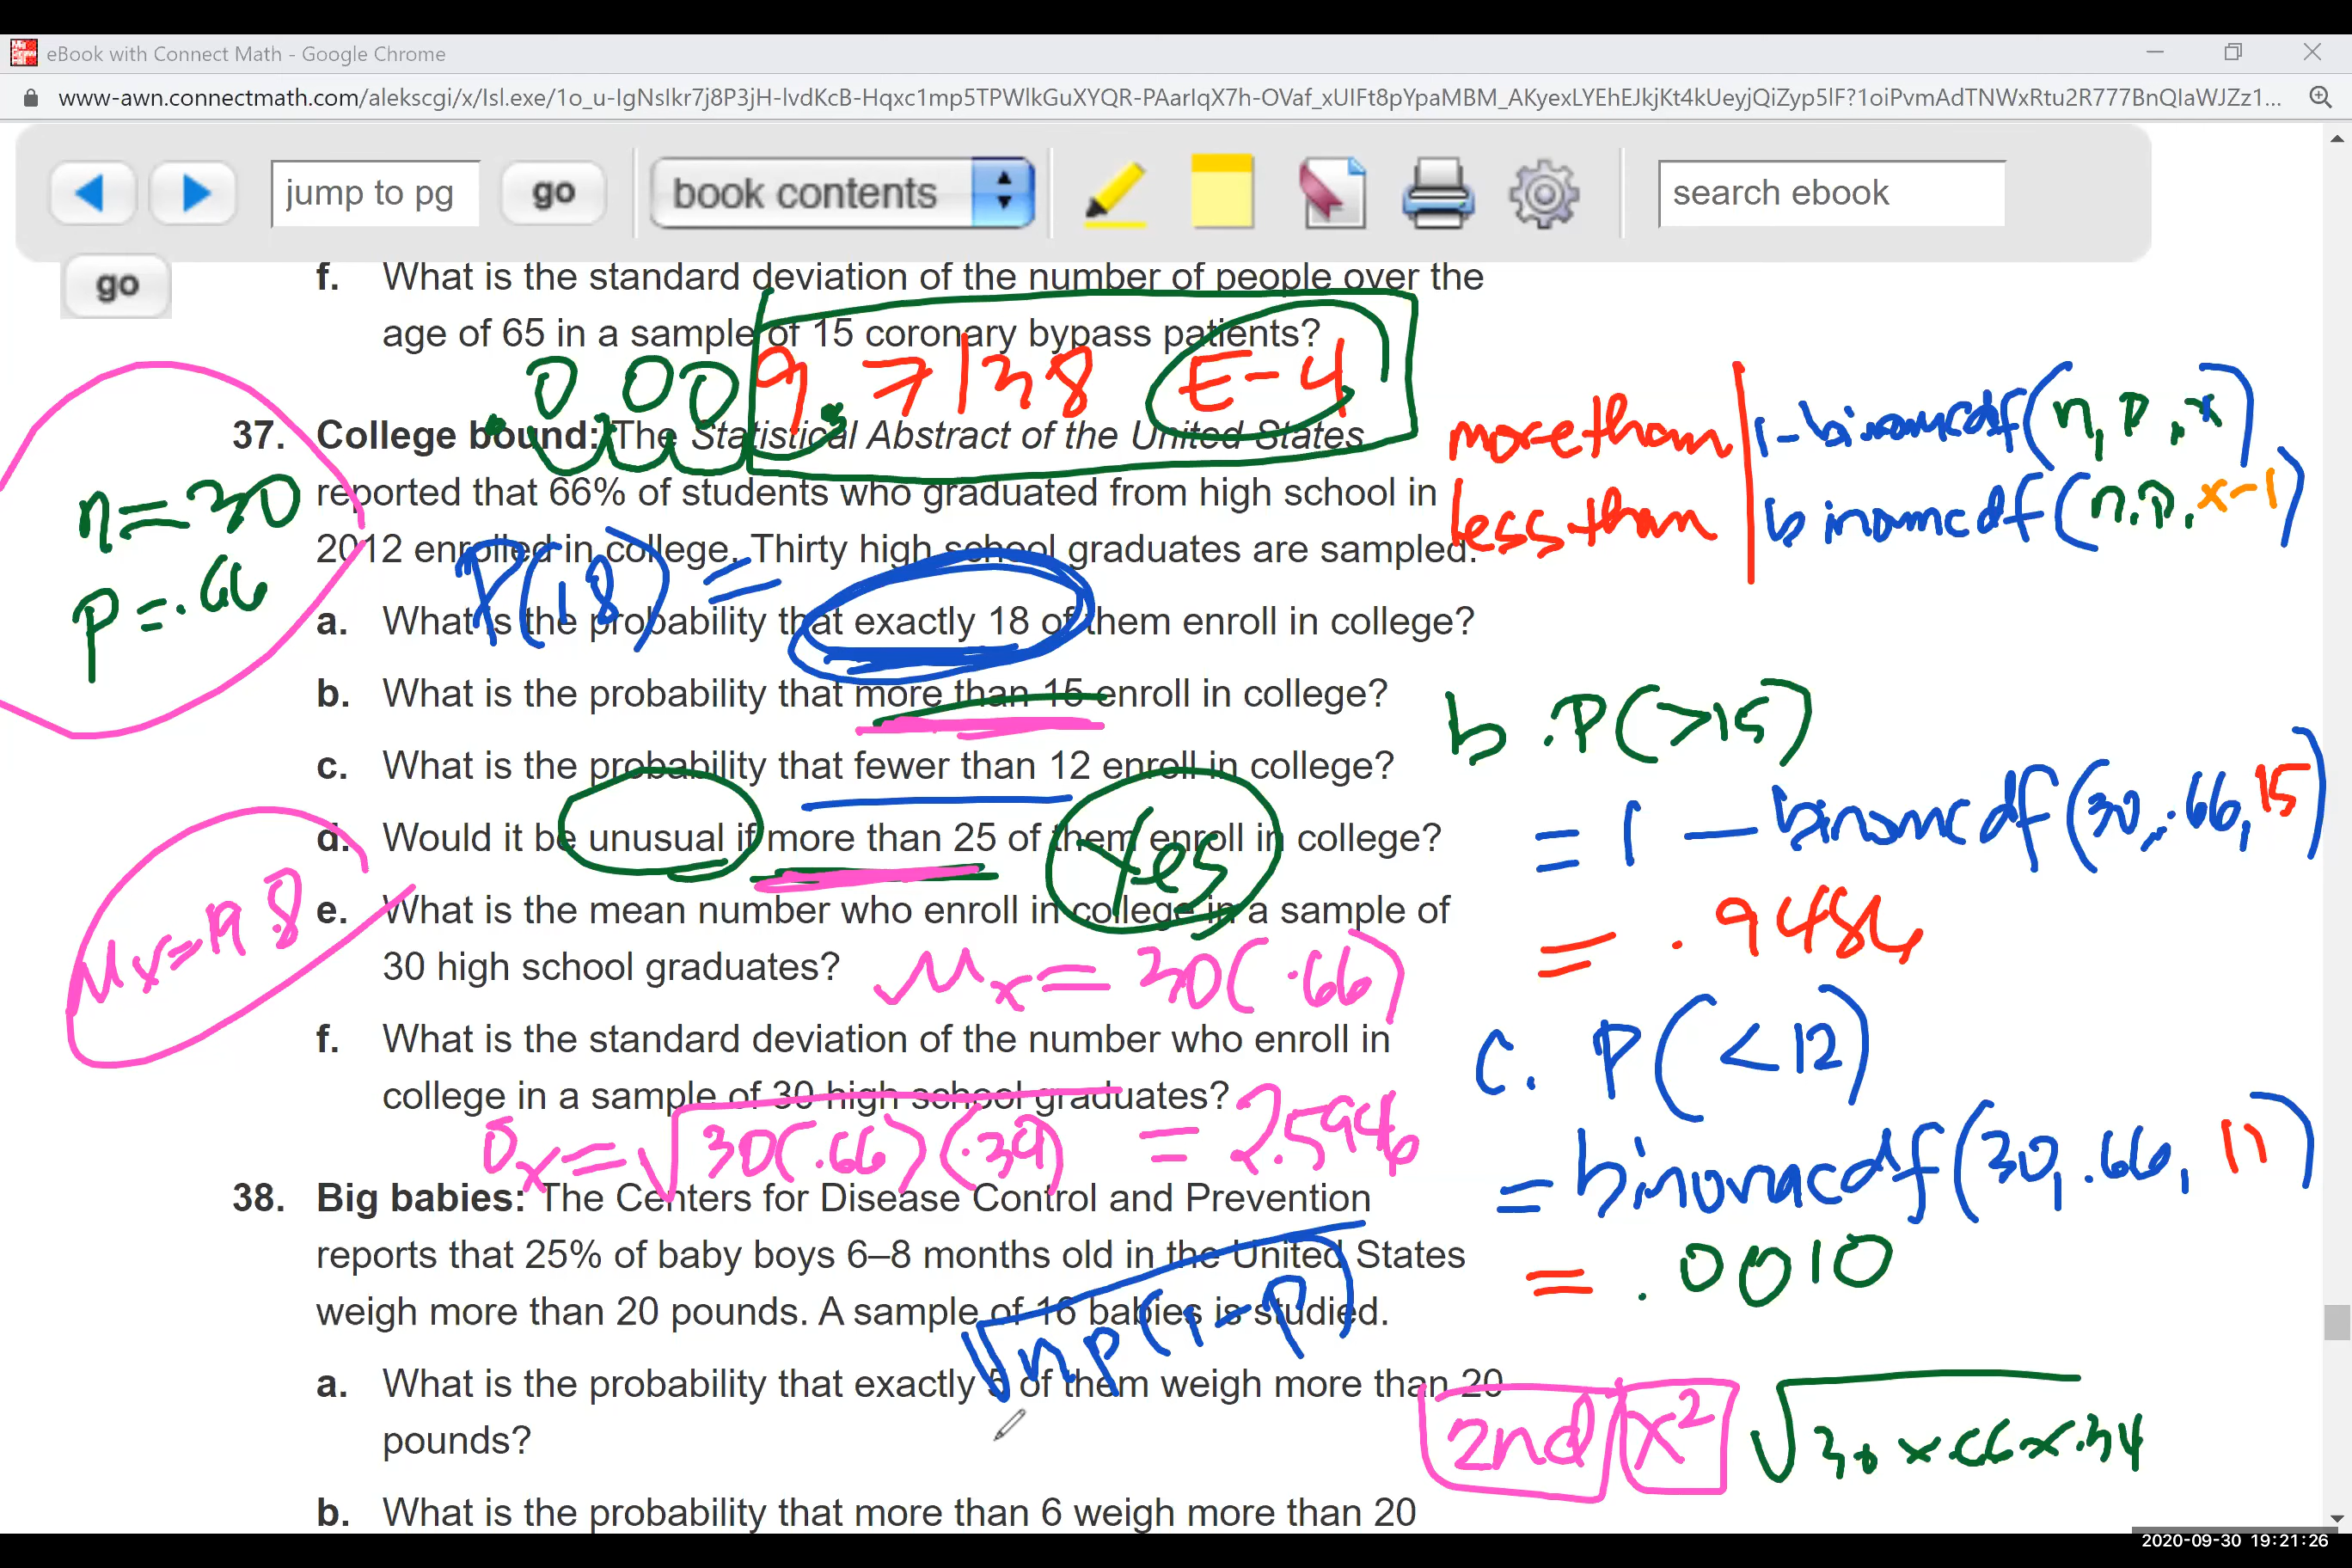 eBook with Connect Math - Google Chrome
www-awn.connectmath.com/alekscgi/x/Isl.exe/1o_u-IgNsIkr7j8P3jH-lvdKcB-Hqxc1mp5TPWlkGuXYQR-PAarIqX7h-OVaf_xUIFt8pYpaMBM_AKyexLYEhEJkjKt4kUeyjQiZyp5lF?1oiPvmAdTNWxRtu2R777BnQIaWJZz1...
jump to pg
go
book contents
search ebook
go
f. What is the standard deviation of the number of people over the
age of 65 in a sample of 15 coronary bypass patients?
.0.00 9.7138 E-4
37. College bound: The Statistical Abstract of the United States
reported that 66% of students who graduated from high school in
2012 enrolled in college. Thirty high school graduates are sampled.
n=30
p=.66
more than 1-binomcdf(n, p, x)
less than binomcdf(n, p, x-1)
P(18) =
a. What is the probability that exactly 18 of them enroll in college?
b. What is the probability that more than 15 enroll in college?
c. What is the probability that fewer than 12 enroll in college?
d. Would it be unusual if more than 25 of them enroll in college?
Yes
e. What is the mean number who enroll in college in a sample of
30 high school graduates?
μx = 30(.66)
μx=19.8
f. What is the standard deviation of the number who enroll in
college in a sample of 30 high school graduates?
σx = √30(.66)(.34) = 2.5946
b. P(>15)
= 1 - binomcdf(30, .66, 15)
= .9486
c. P(<12)
= binomcdf(30, .66, 11)
= .0010
38. Big babies: The Centers for Disease Control and Prevention
reports that 25% of baby boys 6–8 months old in the United States
weigh more than 20 pounds. A sample of 16 babies is studied.
√np(1-p)
a. What is the probability that exactly 5 of them weigh more than 20
pounds?
2nd x² √30x.66x.34
b. What is the probability that more than 6 weigh more than 20
2020-09-30 19:21:26